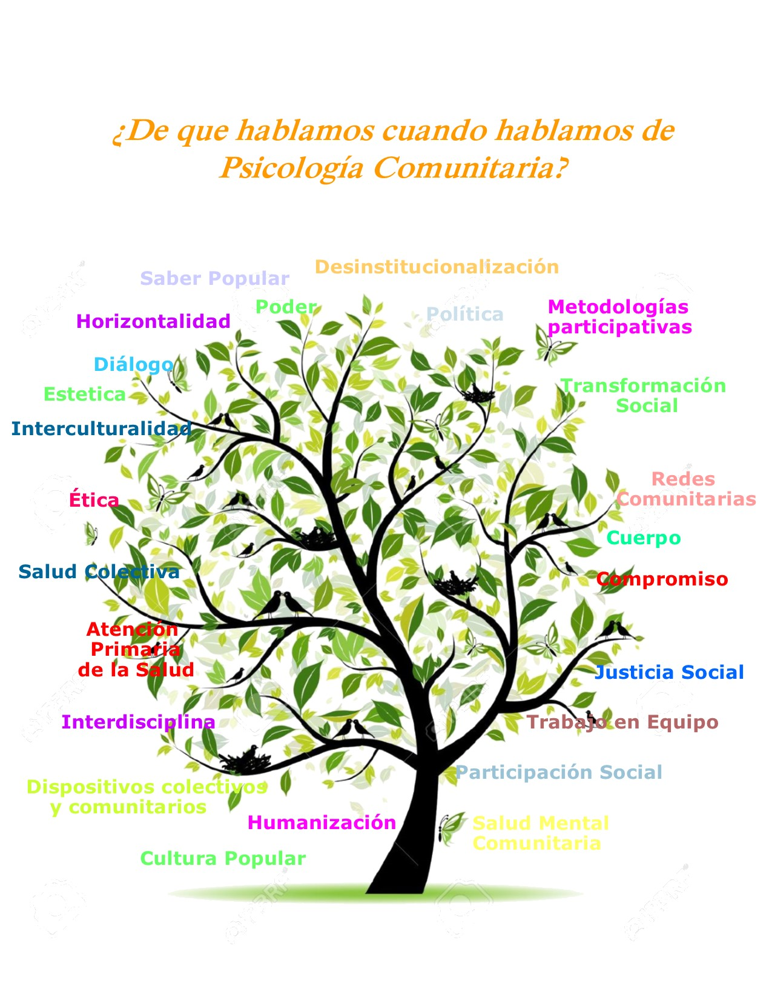 ¿De que hablamos cuando hablamos de
Psicología Comunitaria?
Desinstitucionalización
Saber Popular
Poder
Política
Metodologías
participativas
Horizontalidad
Diálogo
Estetica
Transformación
Social
Interculturalidad
Redes
Comunitarias
Ética
Cuerpo
Salud Colectiva
Compromiso
Atención
Primaria
de la Salud
Justicia Social
Interdisciplina
Trabajo en Equipo
Participación Social
Dispositivos colectivos
y comunitarios
Humanización
Salud Mental
Comunitaria
Cultura Popular